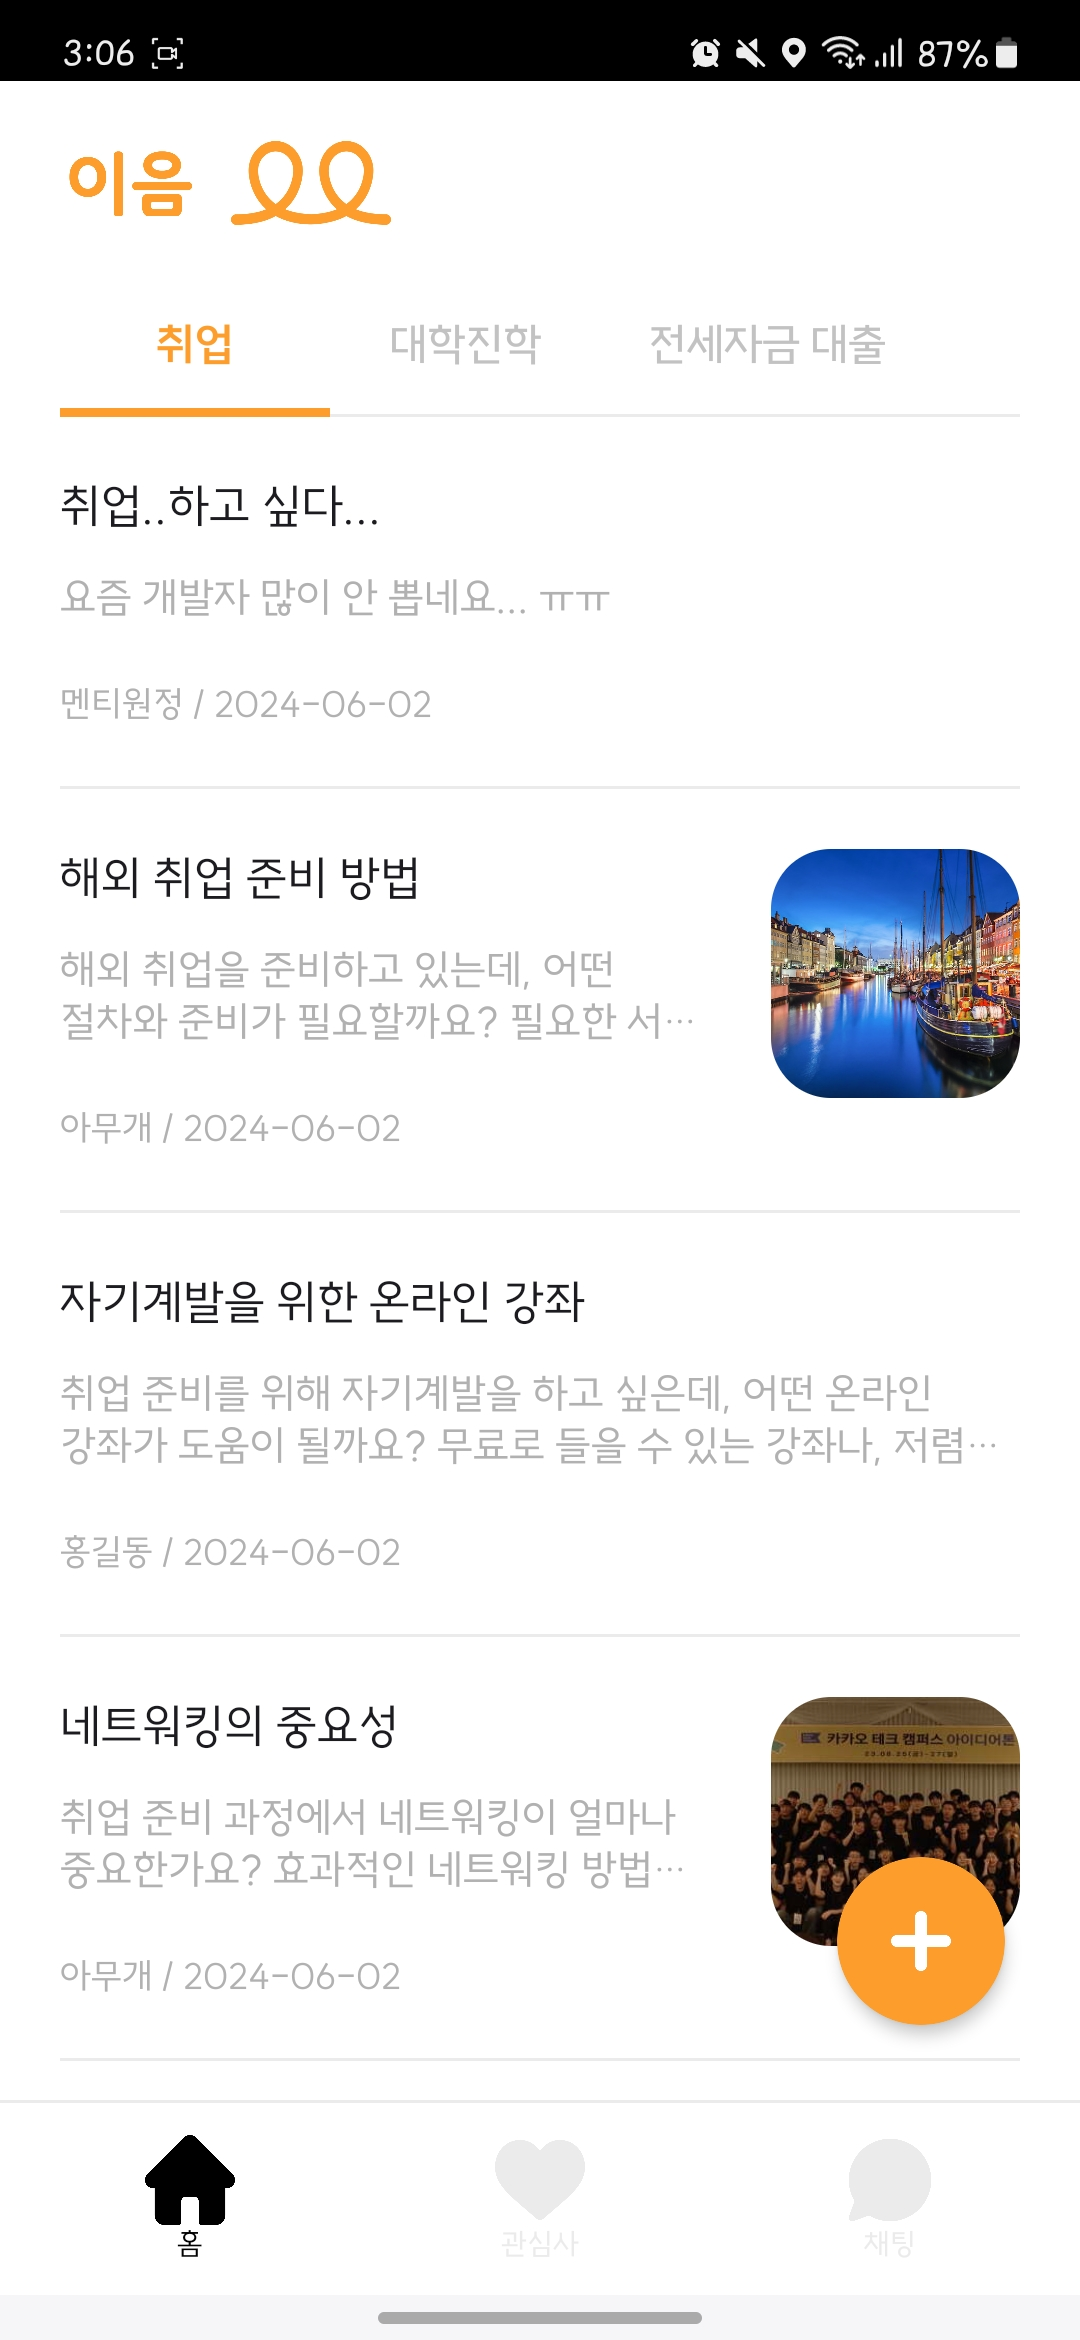 3:06
87%
이음
취업
대학진학
전세자금 대출
취업..하고 싶다...
요즘 개발자 많이 안 뽑네요... ㅠㅠ
멘티원정 / 2024-06-02
해외 취업 준비 방법
해외 취업을 준비하고 있는데, 어떤
절차와 준비가 필요할까요? 필요한 서…
아무개 / 2024-06-02
자기계발을 위한 온라인 강좌
취업 준비를 위해 자기계발을 하고 싶은데, 어떤 온라인
강좌가 도움이 될까요? 무료로 들을 수 있는 강좌나, 저렴…
홍길동 / 2024-06-02
네트워킹의 중요성
카카오 테크 캠퍼스 아이디어톤
23.08.25(금)-27(일)
취업 준비 과정에서 네트워킹이 얼마나
중요한가요? 효과적인 네트워킹 방법…
아무개 / 2024-06-02
홈
관심사
채팅